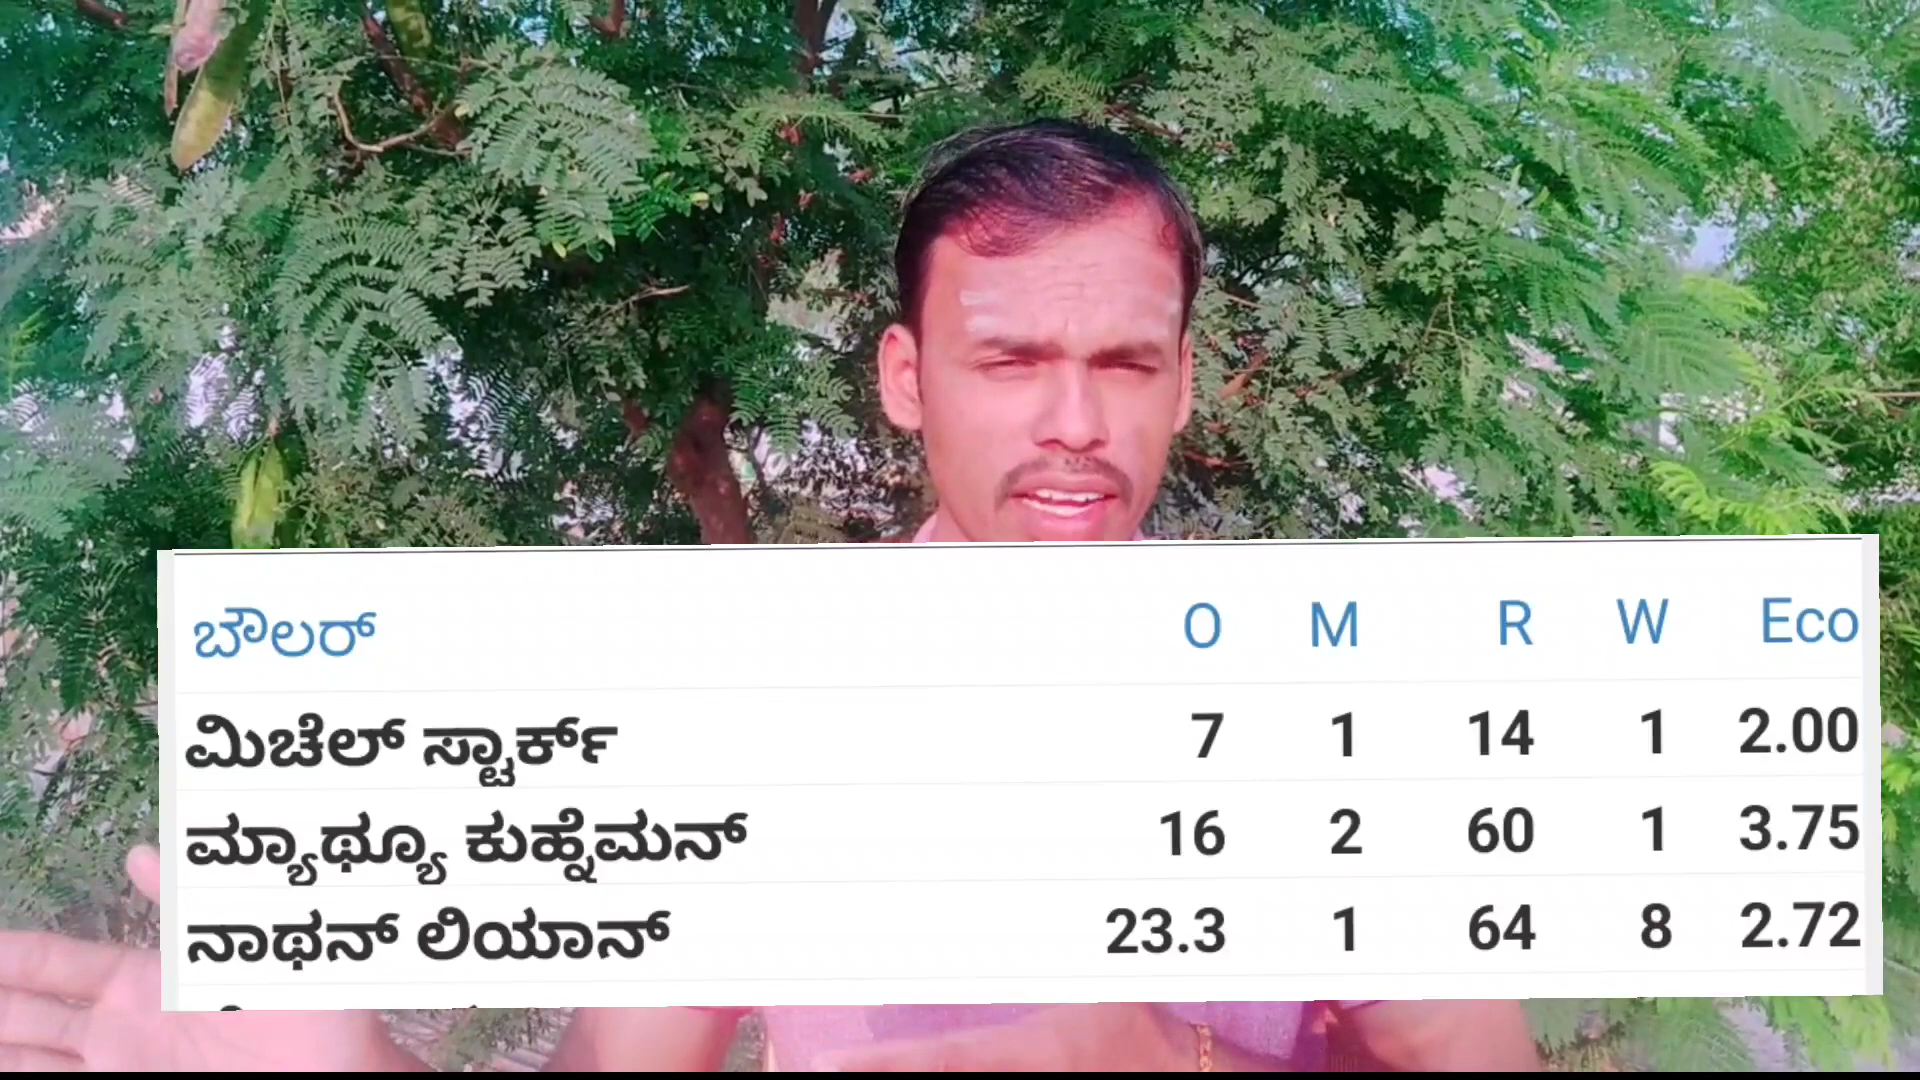 ಬೌಲರ್ O M R W Eco
ಮಿಚೆಲ್ ಸ್ಟಾರ್ಕ್ 7 1 14 1 2.00
ಮ್ಯಾಥ್ಯೂ ಕುಹ್ನೆಮನ್ 16 2 60 1 3.75
ನಾಥನ್ ಲಿಯಾನ್ 23.3 1 64 8 2.72